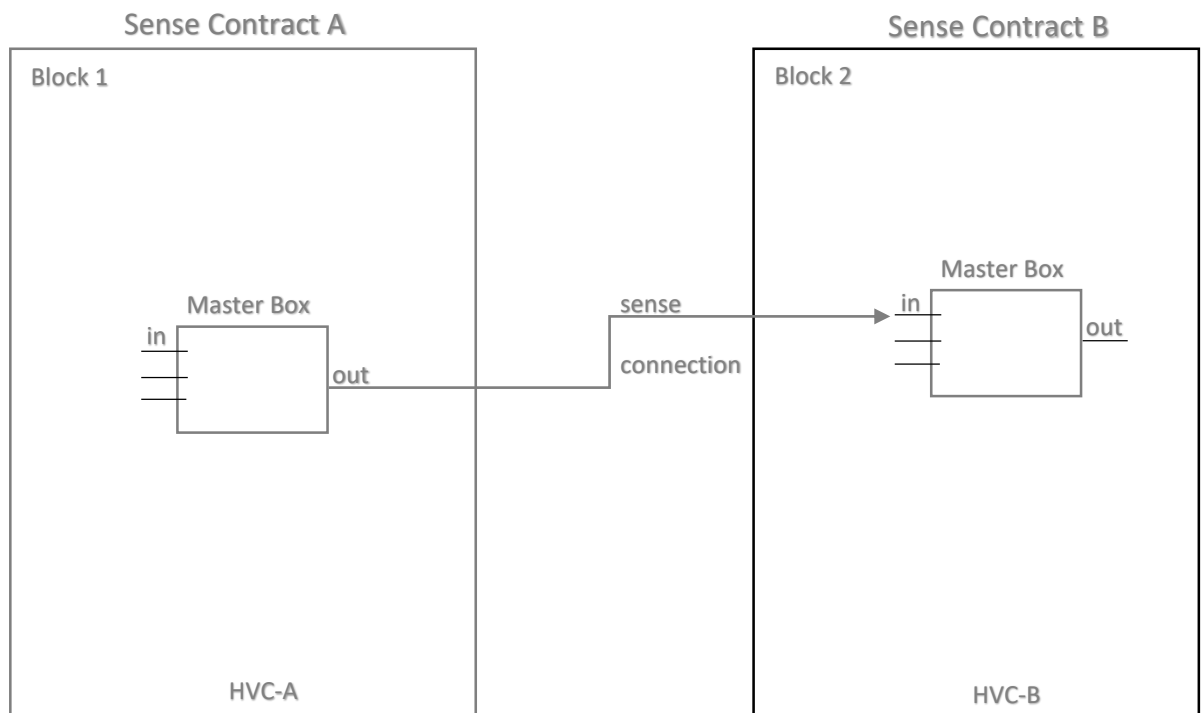 Sense Contract A
Sense Contract B
Block 1
Block 2
Master Box
in
out
sense
connection
Master Box
in
out
HVC-A
HVC-B